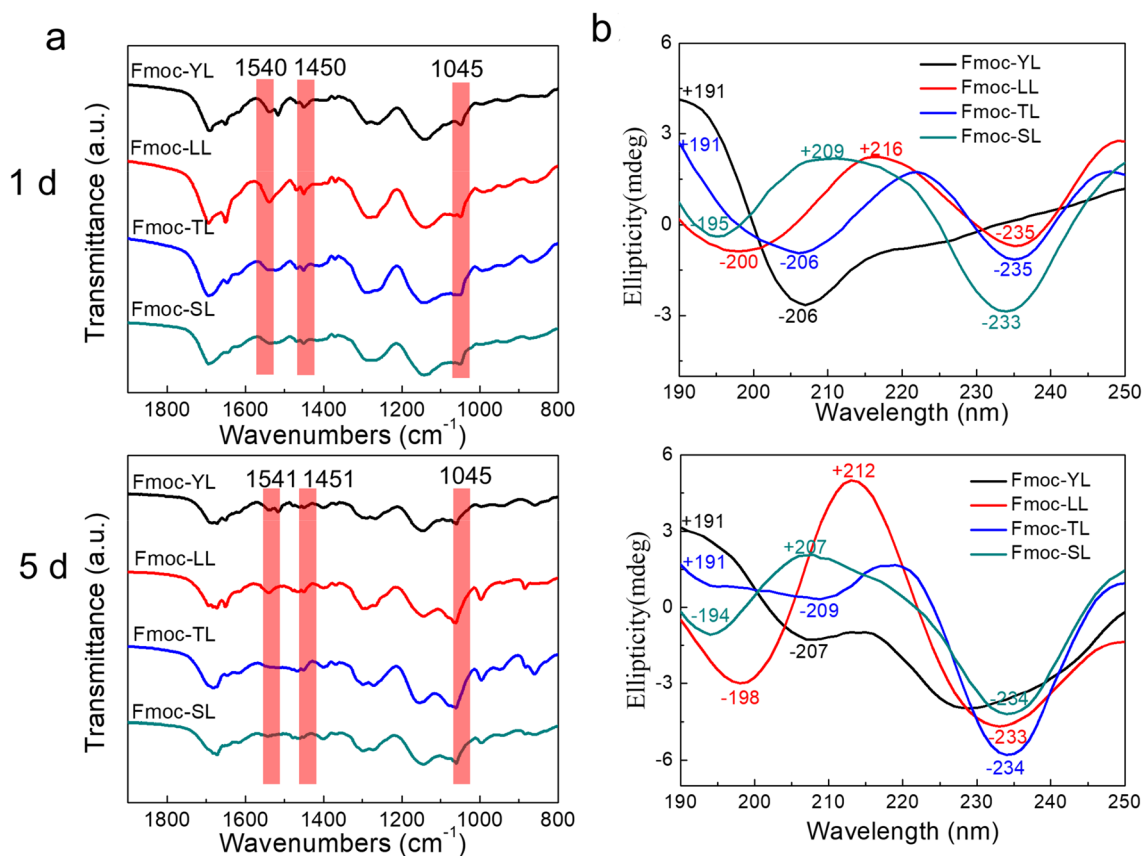 a
1 d
Transmittance (a.u.)
1540 1450 1045
Fmoc-YL
Fmoc-LL
Fmoc-TL
Fmoc-SL
1800 1600 1400 1200 1000 800
Wavenumbers (cm⁻¹)
b
Ellipticity(mdeg)
6
3
0
-3
Fmoc-YL
Fmoc-LL
Fmoc-TL
Fmoc-SL
+191
+191
-195
-200
-206
-206
+209
+216
-235
-235
-233
190 200 210 220 230 240 250
Wavelength (nm)
5 d
Transmittance (a.u.)
1541 1451 1045
Fmoc-YL
Fmoc-LL
Fmoc-TL
Fmoc-SL
1800 1600 1400 1200 1000 800
Wavenumbers (cm⁻¹)
Ellipticity(mdeg)
6
3
0
-3
-6
Fmoc-YL
Fmoc-LL
Fmoc-TL
Fmoc-SL
+191
+191
-194
-198
+207
+212
-209
-207
-234
-233
-234
190 200 210 220 230 240 250
Wavelength (nm)